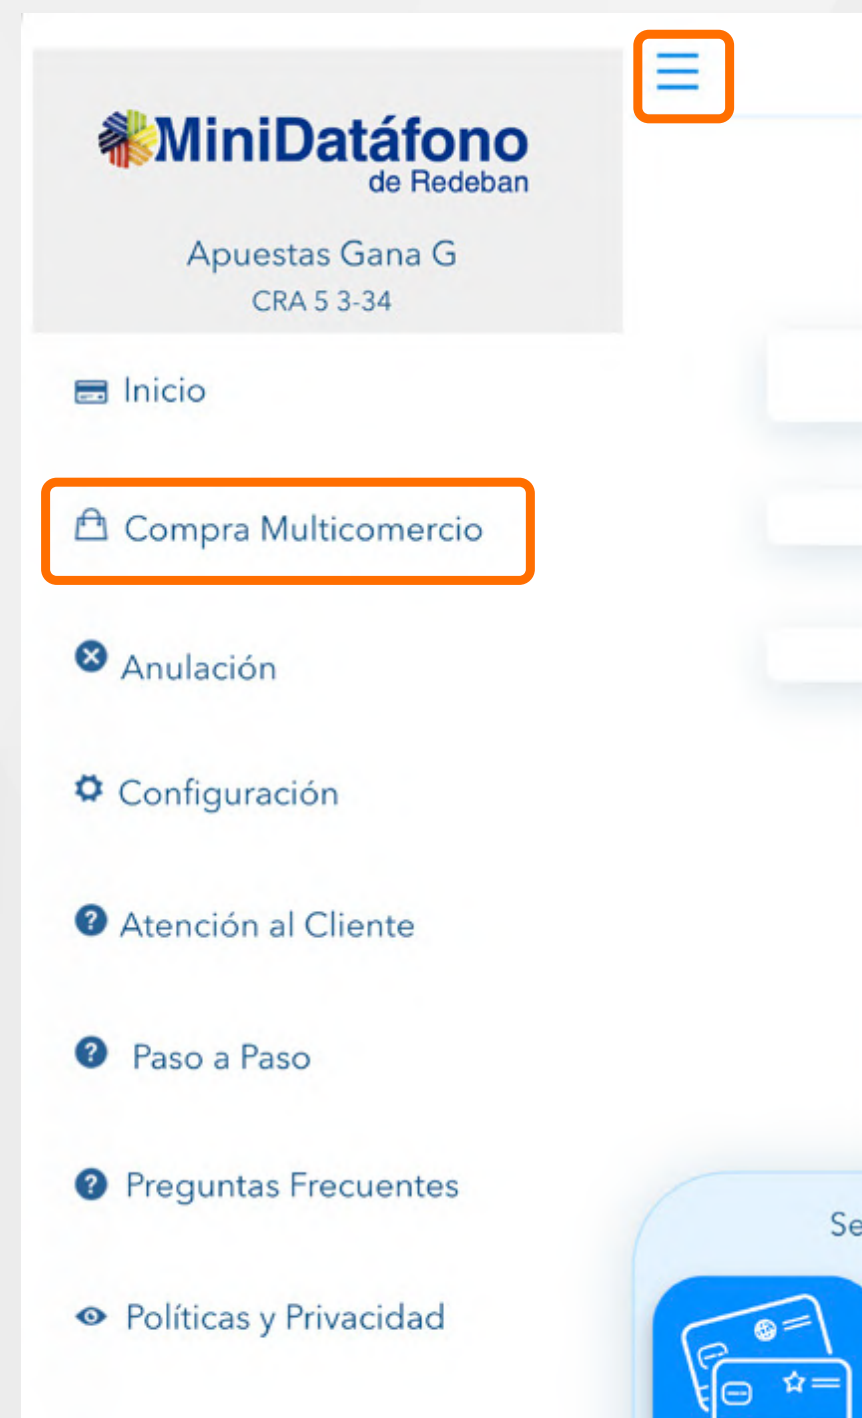 MiniDatáfono
de Redeban
Apuestas Gana G
CRA 5 3-34
Inicio
Compra Multicomercio
Anulación
Configuración
Atención al Cliente
Paso a Paso
Preguntas Frecuentes
Se
Políticas y Privacidad